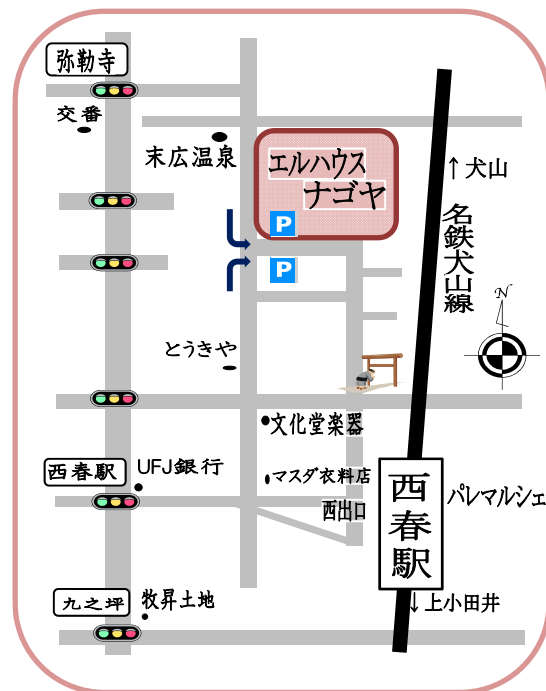 弥勒寺
交番
末広温泉
エルハウス
ナゴヤ
P
P
↑犬山
名鉄犬山線
N
とうきや
文化堂楽器
西春駅
UFJ銀行
マスダ衣料店
西出口
西春駅
パレマルシェ
九之坪
牧昇土地
↓上小田井